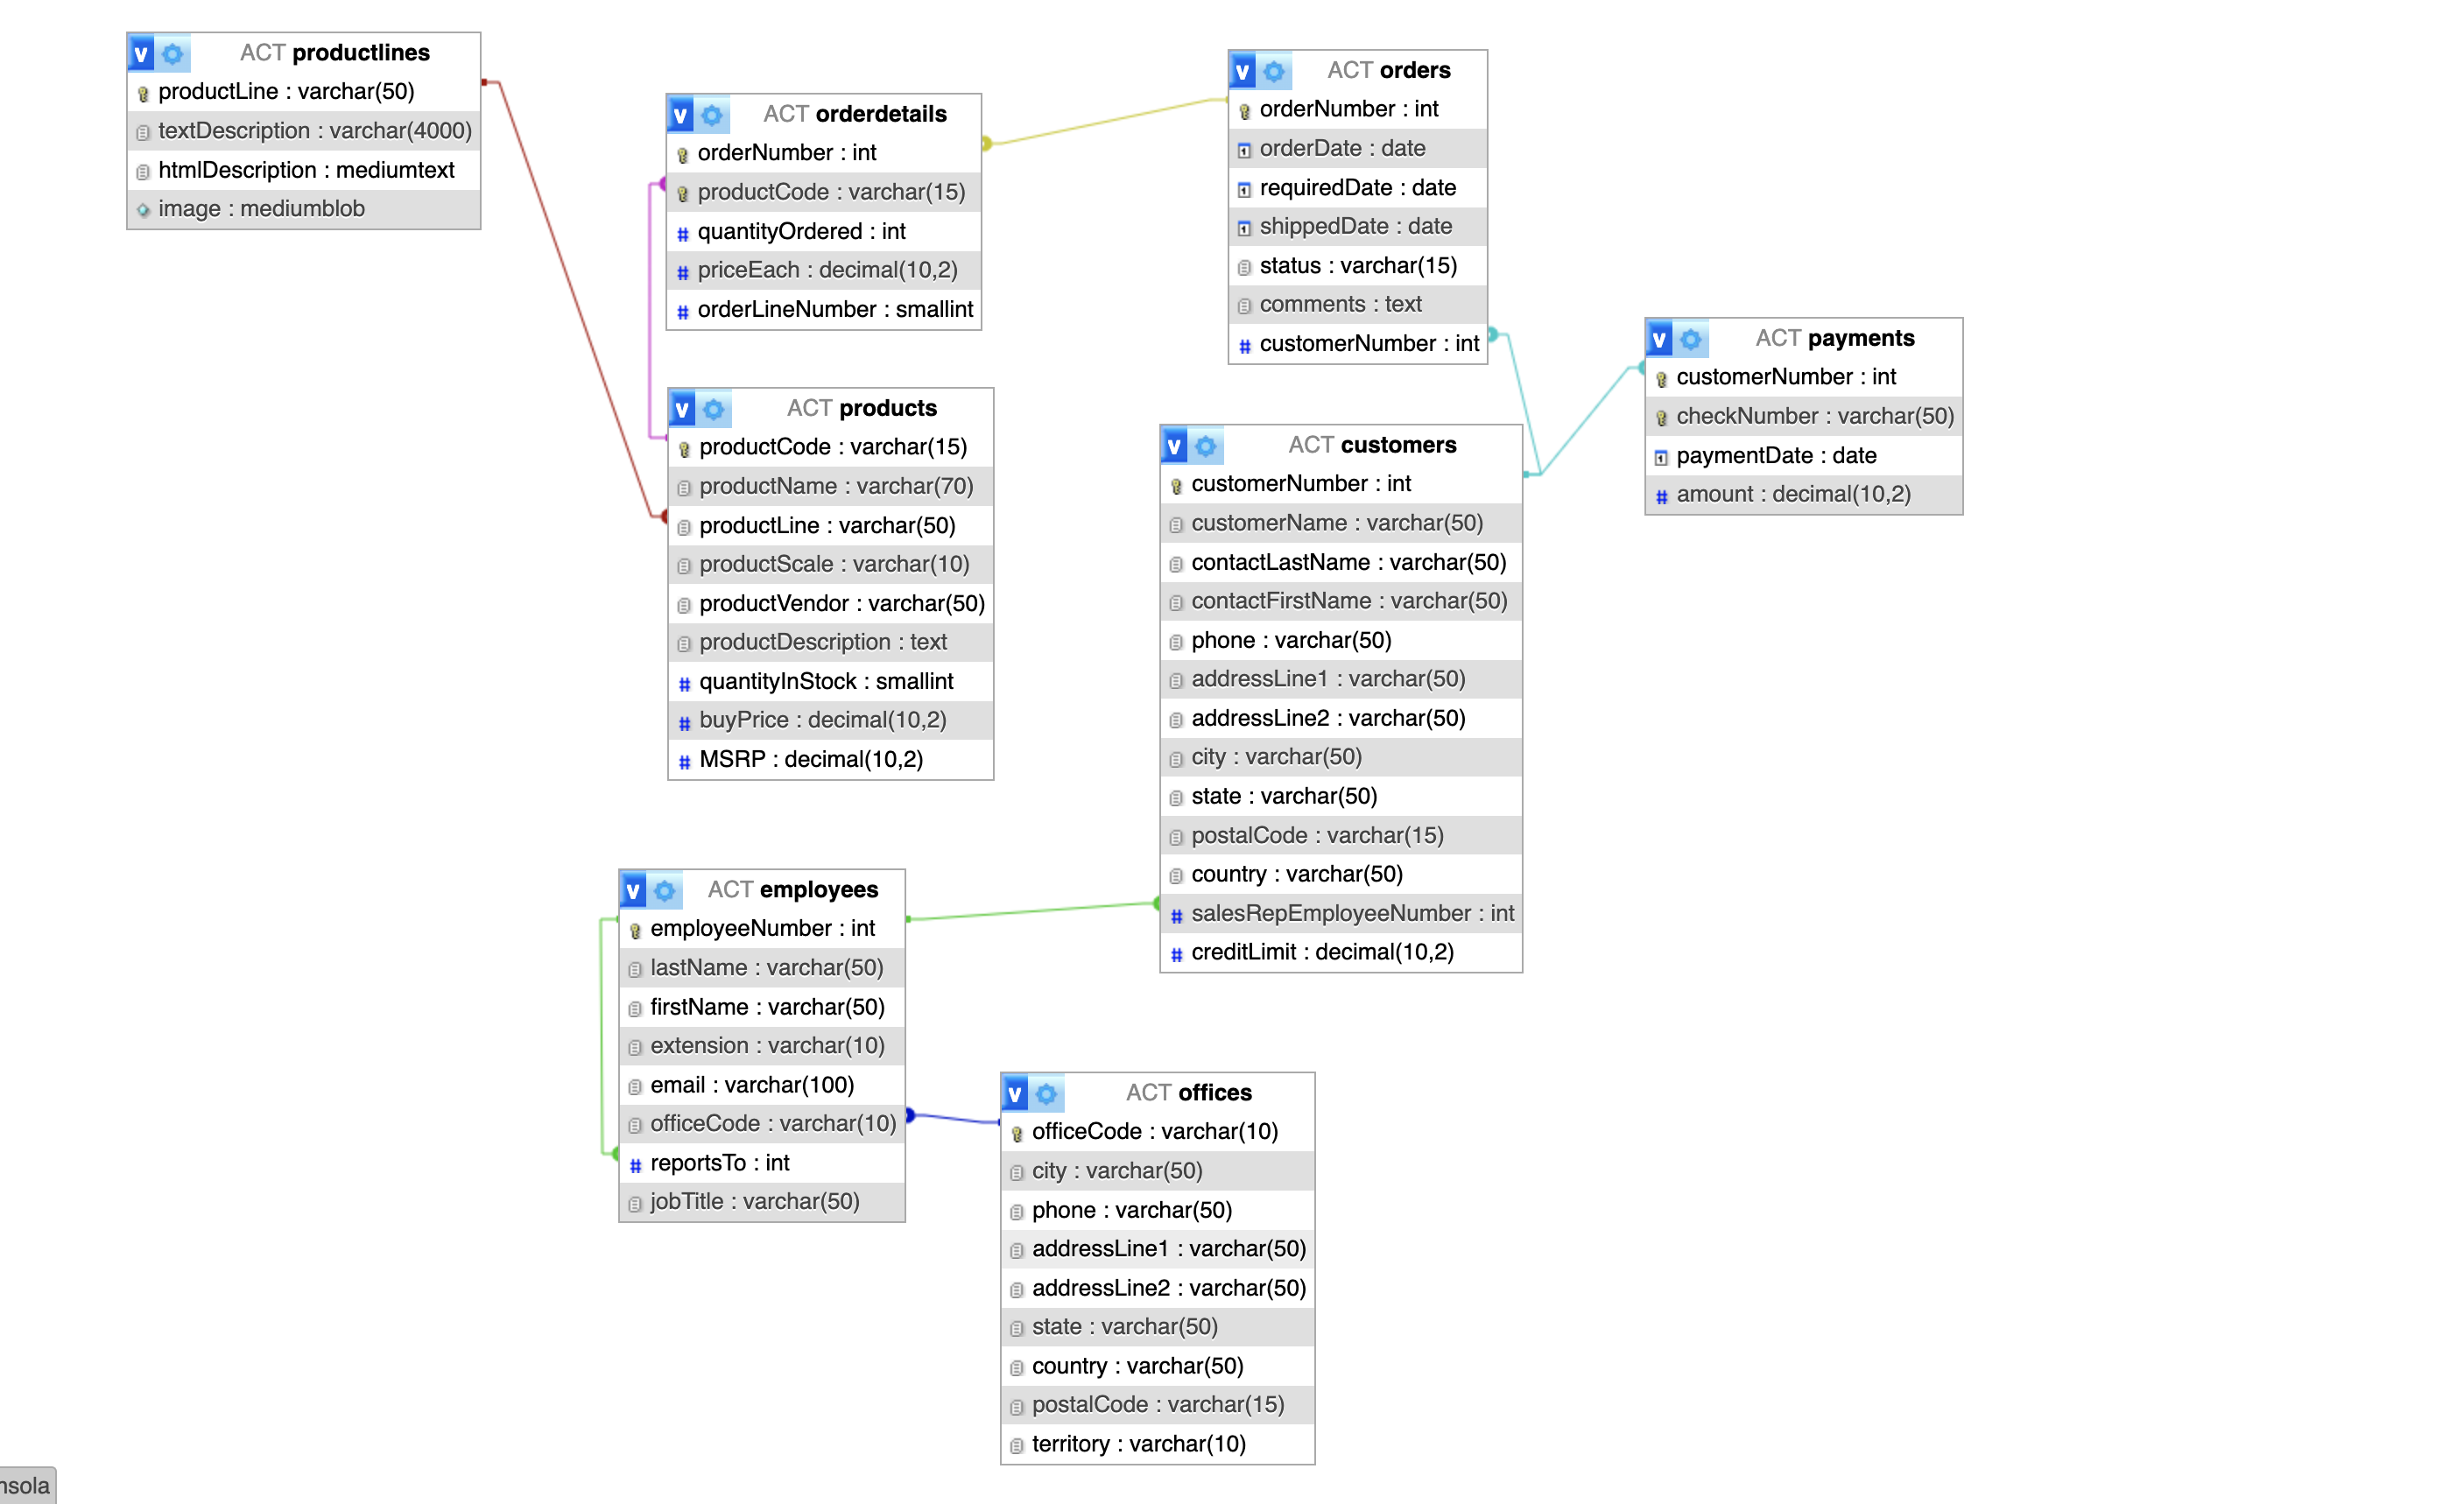 v ACT productlines
productLine : varchar(50)
textDescription : varchar(4000)
htmlDescription : mediumtext
image : mediumblob
v ACT orderdetails
orderNumber : int
productCode : varchar(15)
# quantityOrdered : int
# priceEach : decimal(10,2)
# orderLineNumber : smallint
v ACT products
productCode : varchar(15)
productName : varchar(70)
productLine : varchar(50)
productScale : varchar(10)
productVendor : varchar(50)
productDescription : text
# quantityInStock : smallint
# buyPrice : decimal(10,2)
# MSRP : decimal(10,2)
v ACT orders
orderNumber : int
orderDate : date
requiredDate : date
shippedDate : date
status : varchar(15)
comments : text
# customerNumber : int
v ACT payments
customerNumber : int
checkNumber : varchar(50)
paymentDate : date
# amount : decimal(10,2)
v ACT customers
customerNumber : int
customerName : varchar(50)
contactLastName : varchar(50)
contactFirstName : varchar(50)
phone : varchar(50)
addressLine1 : varchar(50)
addressLine2 : varchar(50)
city : varchar(50)
state : varchar(50)
postalCode : varchar(15)
country : varchar(50)
# salesRepEmployeeNumber : int
# creditLimit : decimal(10,2)
v ACT employees
employeeNumber : int
lastName : varchar(50)
firstName : varchar(50)
extension : varchar(10)
email : varchar(100)
officeCode : varchar(10)
# reportsTo : int
jobTitle : varchar(50)
v ACT offices
officeCode : varchar(10)
city : varchar(50)
phone : varchar(50)
addressLine1 : varchar(50)
addressLine2 : varchar(50)
state : varchar(50)
country : varchar(50)
postalCode : varchar(15)
territory : varchar(10)
nsola